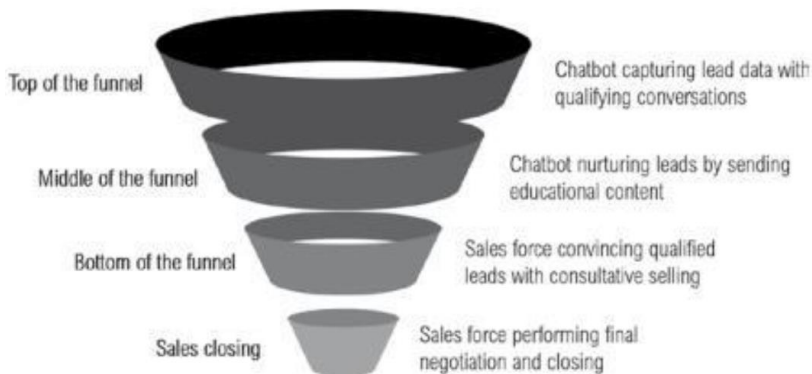 Top of the funnel
Chatbot capturing lead data with
qualifying conversations
Middle of the funnel
Chatbot nurturing leads by sending
educational content
Bottom of the funnel
Sales force convincing qualified
leads with consultative selling
Sales closing
Sales force performing final
negotiation and closing